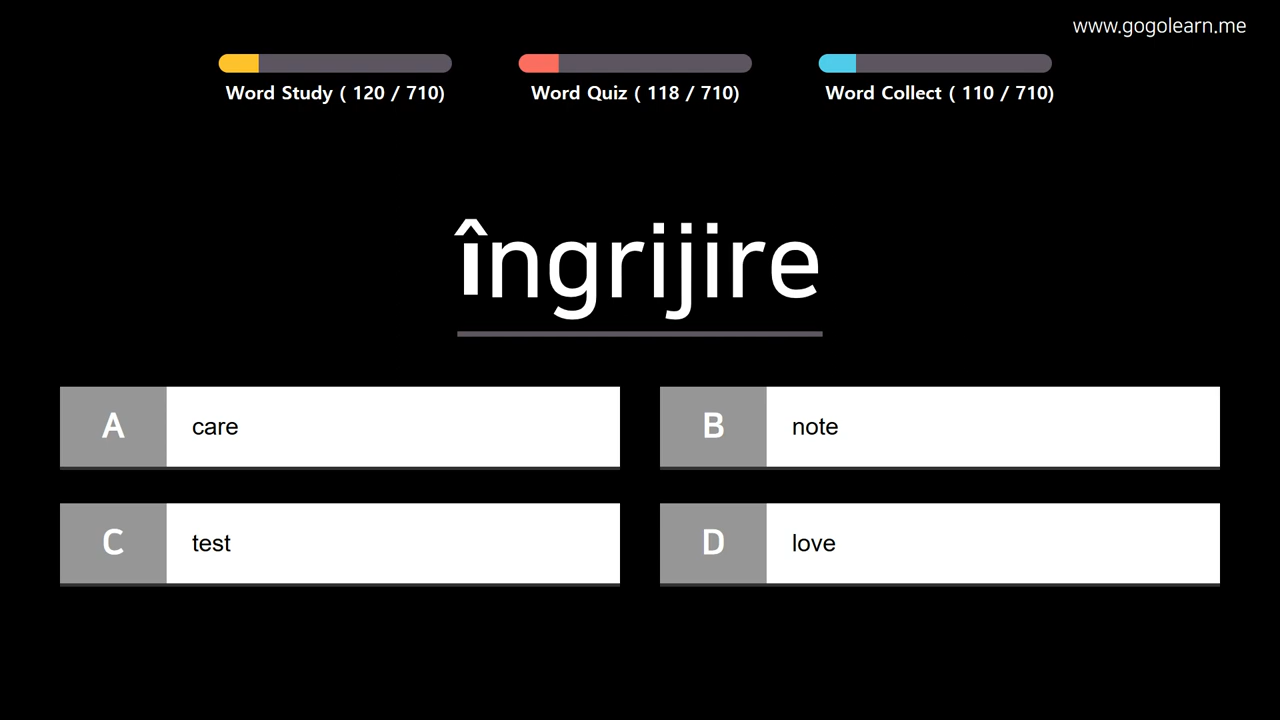 www.gogolearn.me
Word Study ( 120 / 710)
Word Quiz ( 118 / 710)
Word Collect ( 110 / 710)
îngrijire
A care
B note
C test
D love